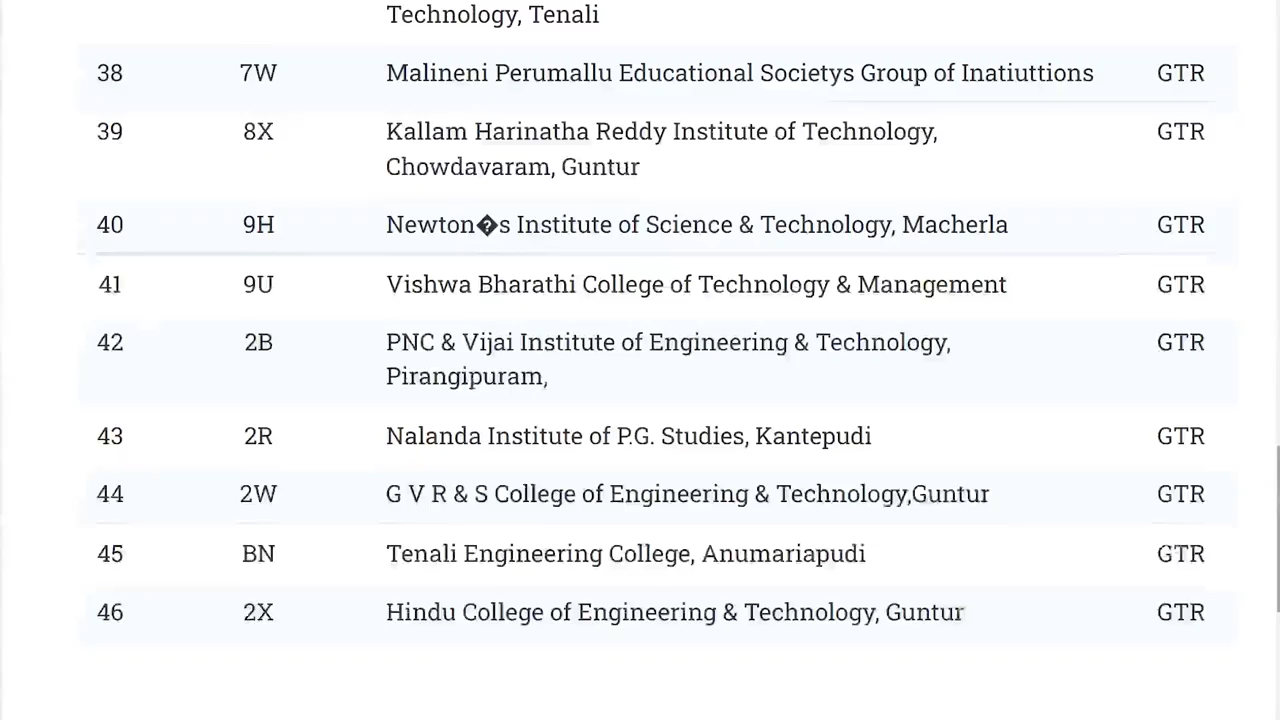 Technology, Tenali
38 7W Malineni Perumallu Educational Societys Group of Inatiuttions GTR
39 8X Kallam Harinatha Reddy Institute of Technology, GTR
Chowdavaram, Guntur
40 9H Newton�s Institute of Science & Technology, Macherla GTR
41 9U Vishwa Bharathi College of Technology & Management GTR
42 2B PNC & Vijai Institute of Engineering & Technology, GTR
Pirangipuram,
43 2R Nalanda Institute of P.G. Studies, Kantepudi GTR
44 2W G V R & S College of Engineering & Technology,Guntur GTR
45 BN Tenali Engineering College, Anumariapudi GTR
46 2X Hindu College of Engineering & Technology, Guntur GTR